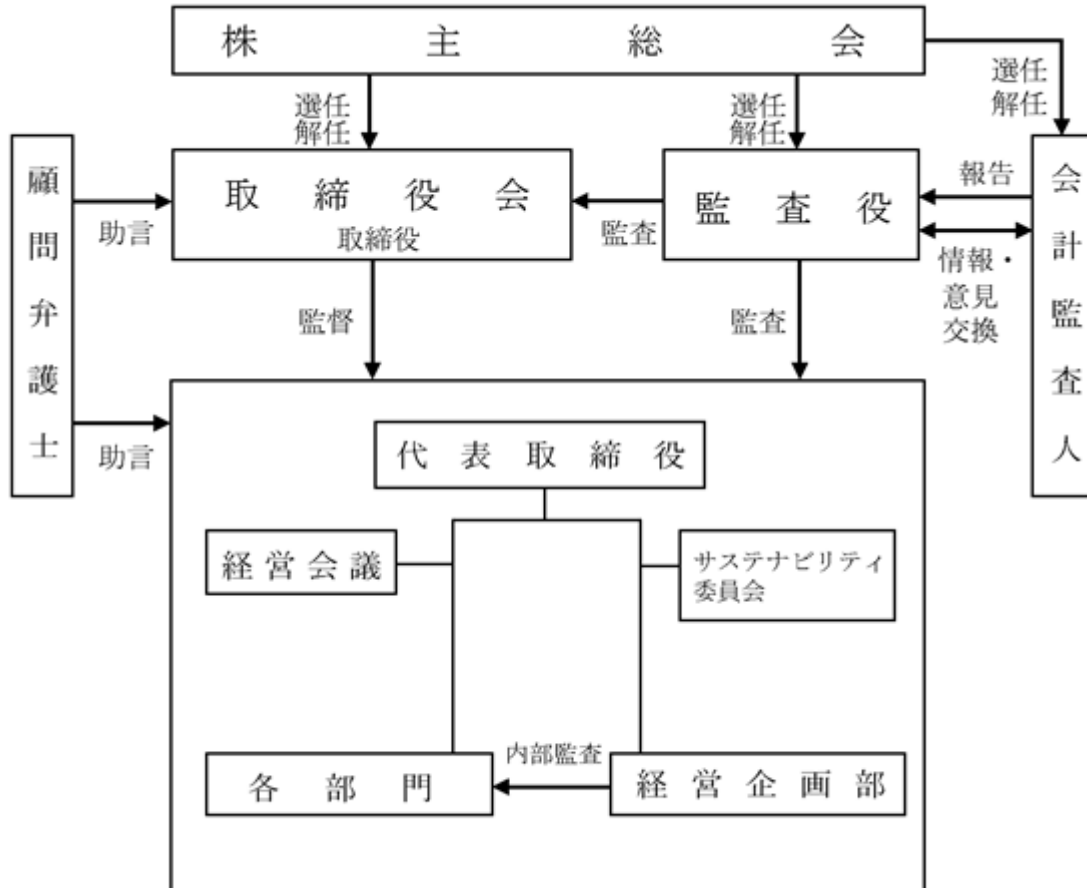 株主総会
選任
解任
選任
解任
選任
解任
顧問弁護士
助言
取締役会
取締役
監査
監査役
報告
情報・
意見
交換
会計監査人
監督
監査
助言
代表取締役
経営会議
サステナビリティ
委員会
各部門
内部監査
経営企画部